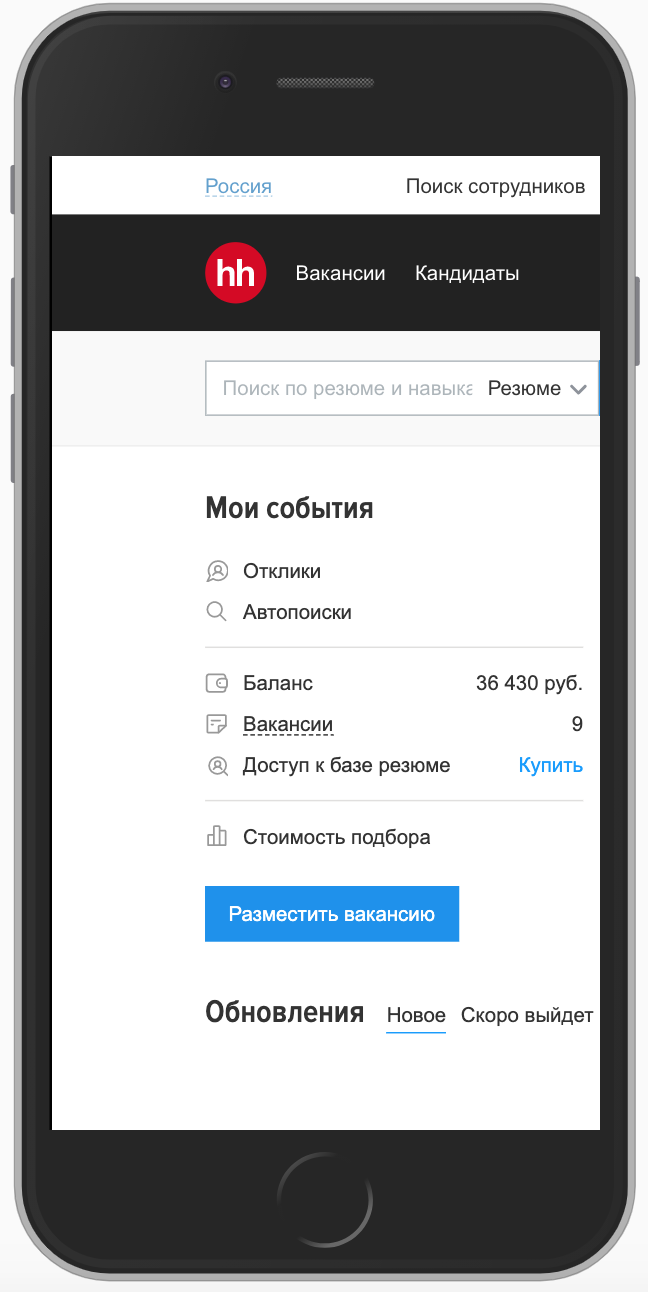 Россия Поиск сотрудников
hh Вакансии Кандидаты
Поиск по резюме и навыка Резюме
Мои события
Отклики
Автопоиски
Баланс 36 430 руб.
Вакансии 9
Доступ к базе резюме Купить
Стоимость подбора
Разместить вакансию
Обновления Новое Скоро выйдет